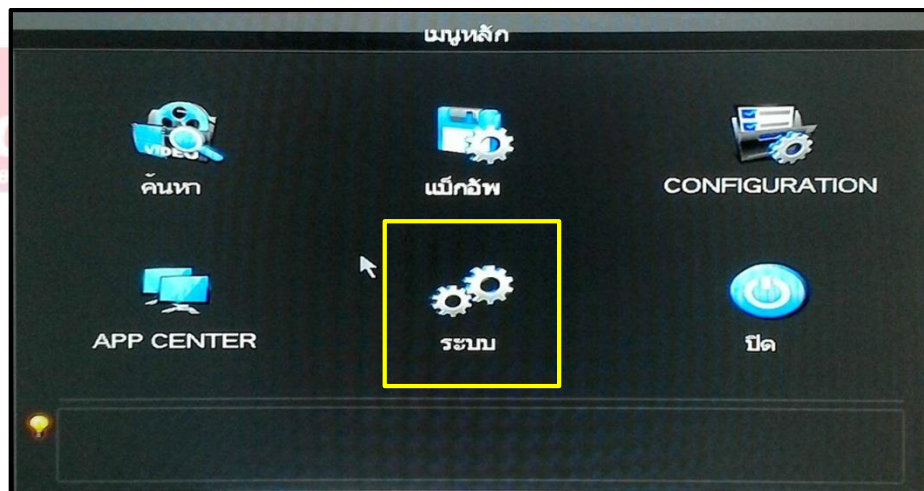 เมนูหลัก
VIDEO
ค้นหา
แบ็กอัพ
CONFIGURATION
APP CENTER
ระบบ
ปิด